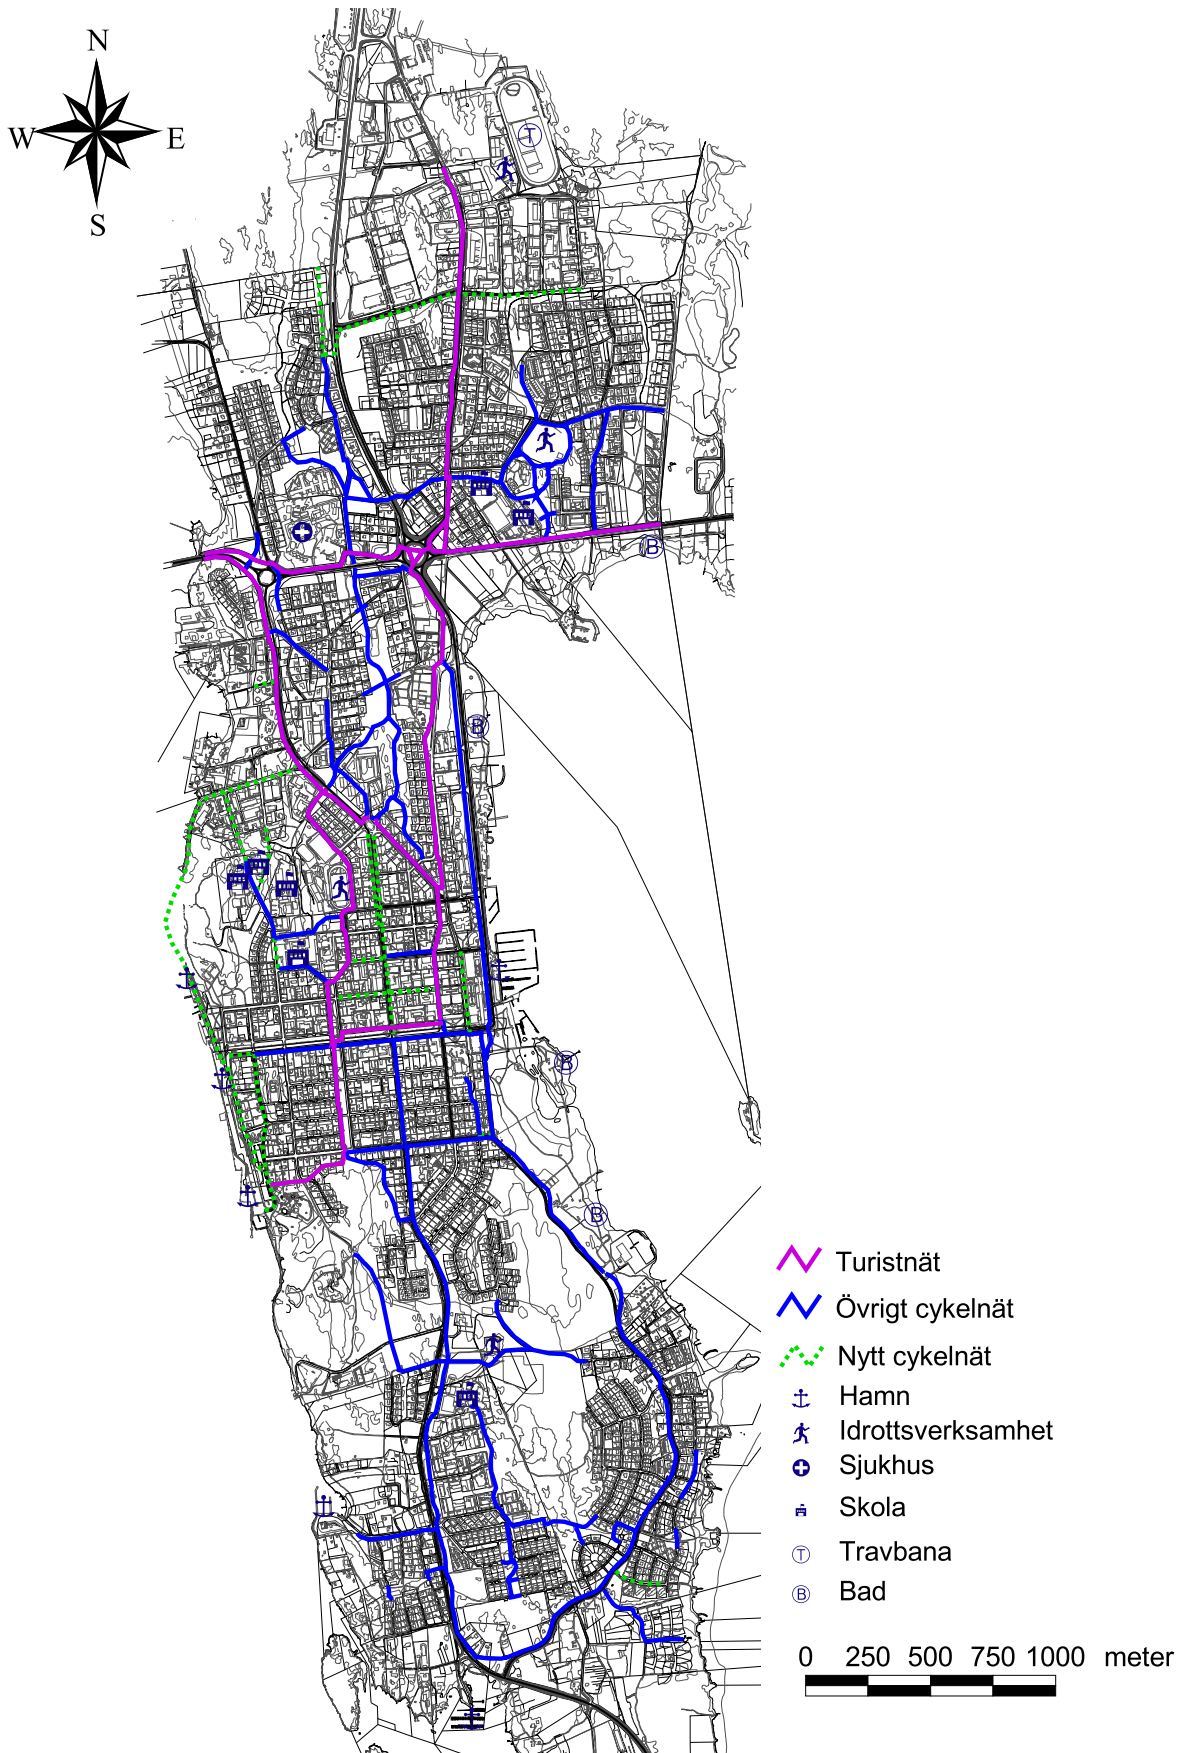 N
W E
S
T
B
B
B
B
Turistnät
Övrigt cykelnät
Nytt cykelnät
Hamn
Idrottsverksamhet
Sjukhus
Skola
T Travbana
B Bad
0 250 500 750 1000 meter